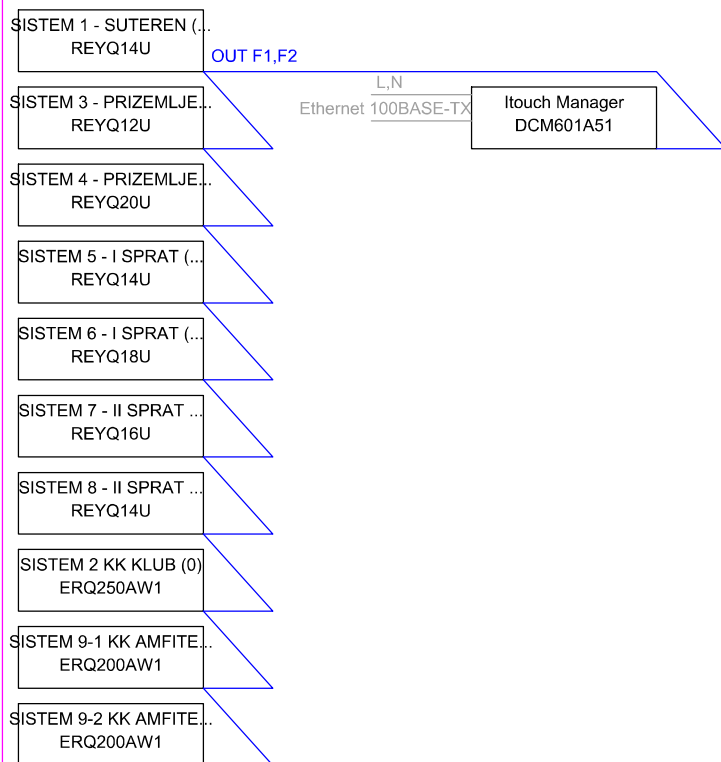 SISTEM 1 - SUTEREN (...
REYQ14U
OUT F1,F2
L,N
Ethernet 100BASE-TX
Itouch Manager
DCM601A51
SISTEM 3 - PRIZEMLJE...
REYQ12U
SISTEM 4 - PRIZEMLJE...
REYQ20U
SISTEM 5 - I SPRAT (...
REYQ14U
SISTEM 6 - I SPRAT (...
REYQ18U
SISTEM 7 - II SPRAT ...
REYQ16U
SISTEM 8 - II SPRAT ...
REYQ14U
SISTEM 2 KK KLUB (0)
ERQ250AW1
SISTEM 9-1 KK AMFITE...
ERQ200AW1
SISTEM 9-2 KK AMFITE...
ERQ200AW1